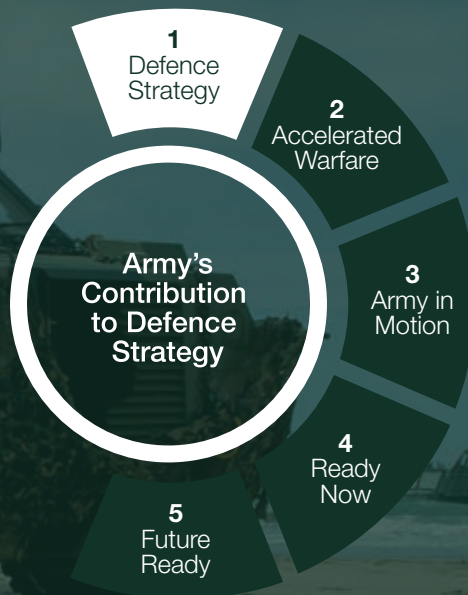 1
Defence
Strategy
2
Accelerated
Warfare
3
Army in
Motion
Army's
Contribution
to Defence
Strategy
4
Ready
Now
5
Future
Ready